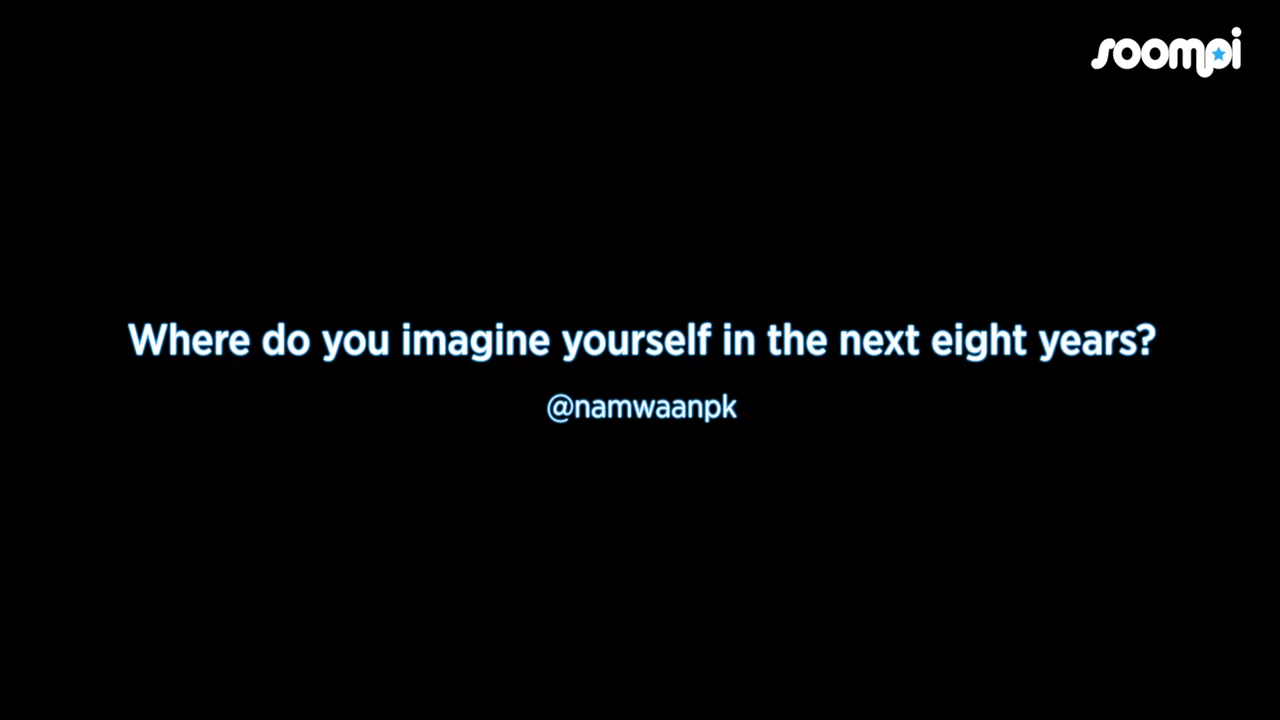 soompi
Where do you imagine yourself in the next eight years?
@namwaanpk